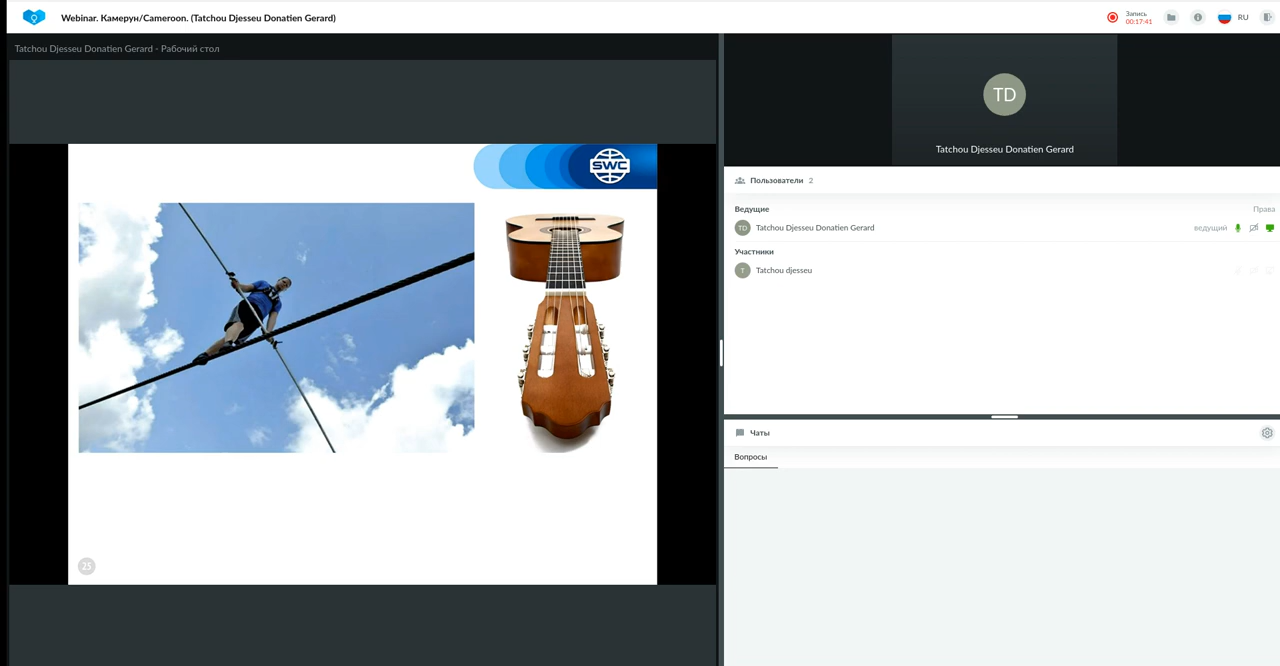 Webinar. Камерун/Cameroon. (Tatchou Djesseu Donatien Gerard)
Запись
00:17:41
RU
Tatchou Djesseu Donatien Gerard - Рабочий стол
SWC
25
TD
Tatchou Djesseu Donatien Gerard
Пользователи 2
Ведущие Права
TD Tatchou Djesseu Donatien Gerard ведущий
Участники
T Tatchou djesseu
Чаты
Вопросы